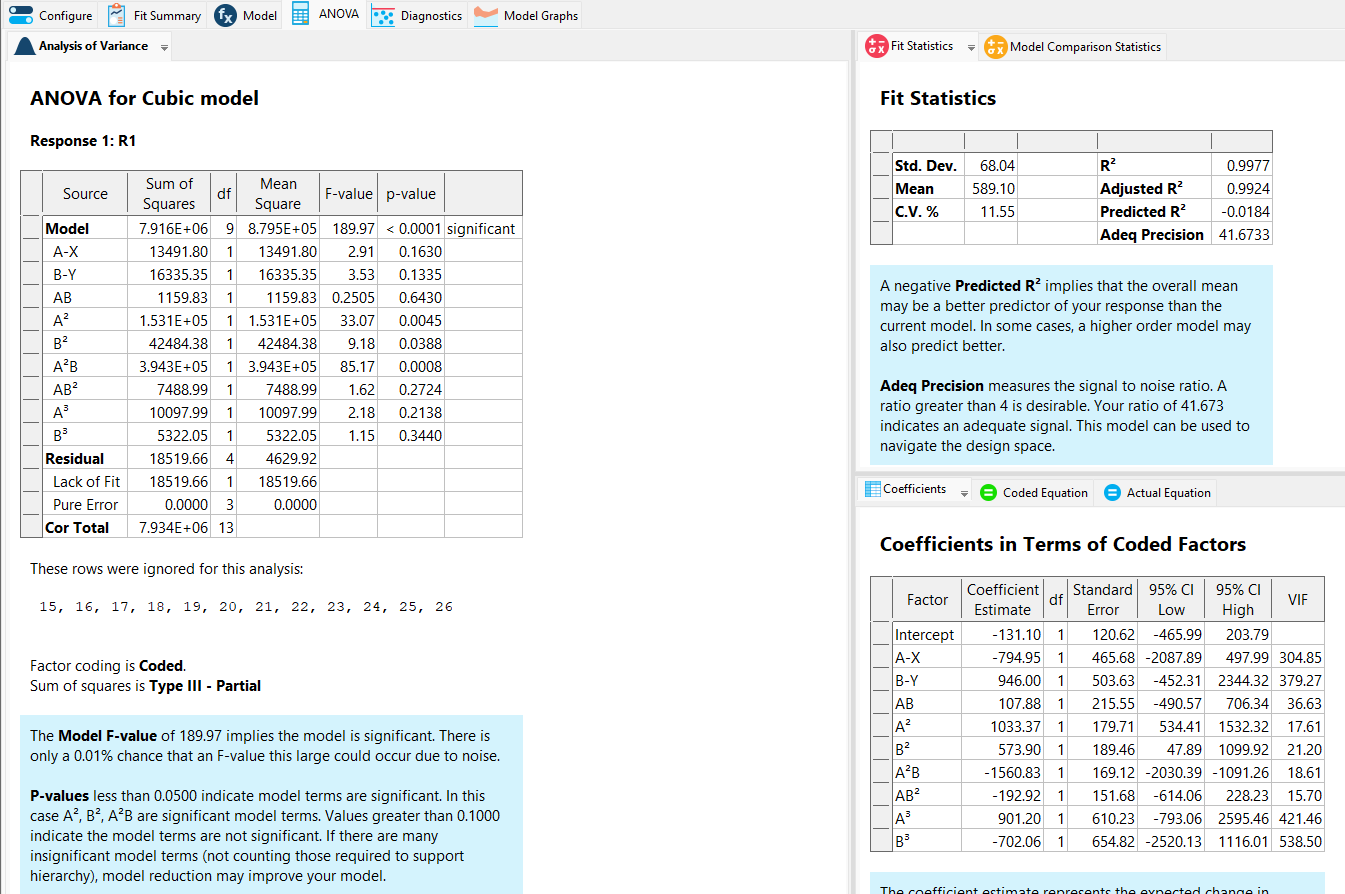 Configure Fit Summary Model ANOVA Diagnostics Model Graphs
Analysis of Variance
ANOVA for Cubic model
Response 1: R1
Source Sum of Squares df Mean Square F-value p-value
Model 7.916E+06 9 8.795E+05 189.97 < 0.0001 significant
A-X 13491.80 1 13491.80 2.91 0.1630
B-Y 16335.35 1 16335.35 3.53 0.1335
AB 1159.83 1 1159.83 0.2505 0.6430
A² 1.531E+05 1 1.531E+05 33.07 0.0045
B² 42484.38 1 42484.38 9.18 0.0388
A²B 3.943E+05 1 3.943E+05 85.17 0.0008
AB² 7488.99 1 7488.99 1.62 0.2724
A³ 10097.99 1 10097.99 2.18 0.2138
B³ 5322.05 1 5322.05 1.15 0.3440
Residual 18519.66 4 4629.92
Lack of Fit 18519.66 1 18519.66
Pure Error 0.0000 3 0.0000
Cor Total 7.934E+06 13
These rows were ignored for this analysis:
15, 16, 17, 18, 19, 20, 21, 22, 23, 24, 25, 26
Factor coding is Coded.
Sum of squares is Type III - Partial
The Model F-value of 189.97 implies the model is significant. There is
only a 0.01% chance that an F-value this large could occur due to noise.
P-values less than 0.0500 indicate model terms are significant. In this
case A², B², A²B are significant model terms. Values greater than 0.1000
indicate the model terms are not significant. If there are many
insignificant model terms (not counting those required to support
hierarchy), model reduction may improve your model.
Fit Statistics Model Comparison Statistics
Fit Statistics
Std. Dev. 68.04 R² 0.9977
Mean 589.10 Adjusted R² 0.9924
C.V. % 11.55 Predicted R² -0.0184
Adeq Precision 41.6733
A negative Predicted R² implies that the overall mean
may be a better predictor of your response than the
current model. In some cases, a higher order model may
also predict better.
Adeq Precision measures the signal to noise ratio. A
ratio greater than 4 is desirable. Your ratio of 41.673
indicates an adequate signal. This model can be used to
navigate the design space.
Coefficients Coded Equation Actual Equation
Coefficients in Terms of Coded Factors
Factor Coefficient Estimate df Standard Error 95% CI Low 95% CI High VIF
Intercept -131.10 1 120.62 -465.99 203.79
A-X -794.95 1 465.68 -2087.89 497.99 304.85
B-Y 946.00 1 503.63 -452.31 2344.32 379.27
AB 107.88 1 215.55 -490.57 706.34 36.63
A² 1033.37 1 179.71 534.41 1532.32 17.61
B² 573.90 1 189.46 47.89 1099.92 21.20
A²B -1560.83 1 169.12 -2030.39 -1091.26 18.61
AB² -192.92 1 151.68 -614.06 228.23 15.70
A³ 901.20 1 610.23 -793.06 2595.46 421.46
B³ -702.06 1 654.82 -2520.13 1116.01 538.50
The coefficient estimate represents the expected change in